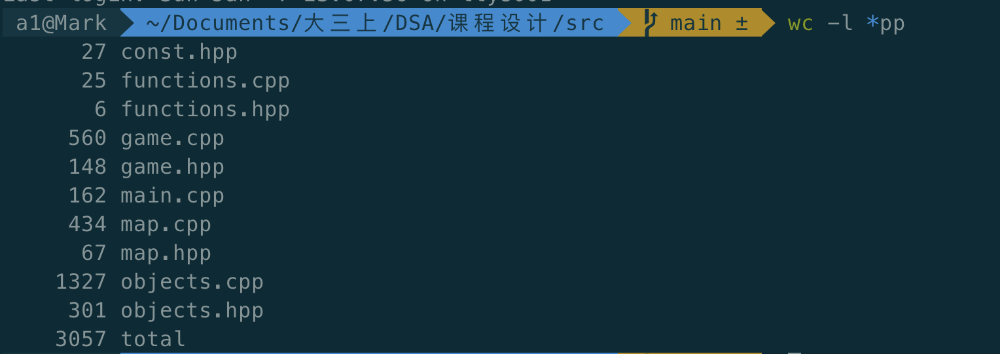 a1@Mark ~/Documents/大三上/DSA/课程设计/src main ± wc -l *pp
27 const.hpp
25 functions.cpp
6 functions.hpp
560 game.cpp
148 game.hpp
162 main.cpp
434 map.cpp
67 map.hpp
1327 objects.cpp
301 objects.hpp
3057 total